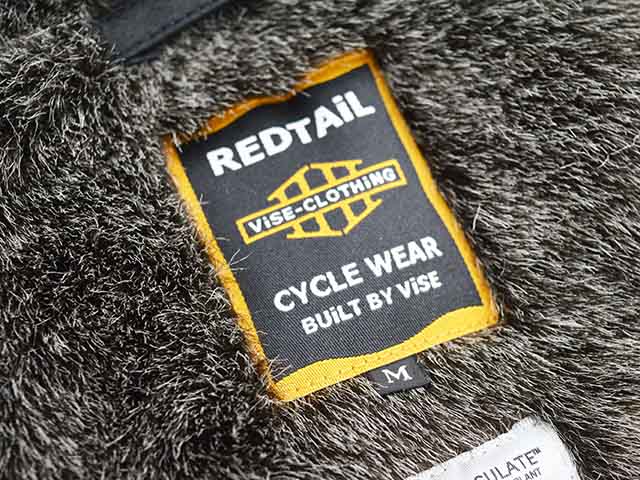 REDTAiL
ViSE-CLOTHiNG
CYCLE WEAR
BUiLT BY ViSE
M